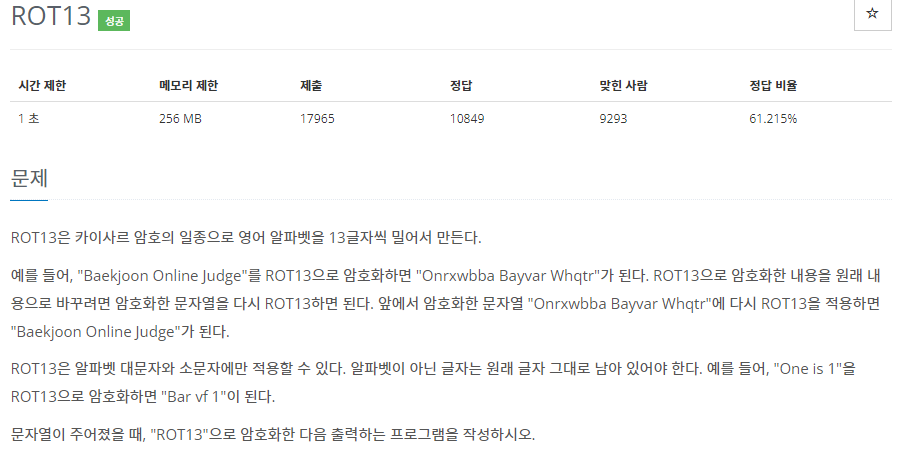 ROT13 성공
☆
시간 제한 메모리 제한 제출 정답 맞힌 사람 정답 비율
1 초 256 MB 17965 10849 9293 61.215%
문제
ROT13은 카이사르 암호의 일종으로 영어 알파벳을 13글자씩 밀어서 만든다.
예를 들어, "Baekjoon Online Judge"를 ROT13으로 암호화하면 "Onrxwbba Bayvar Whqtr"가 된다. ROT13으로 암호화한 내용을 원래 내
용으로 바꾸려면 암호화한 문자열을 다시 ROT13하면 된다. 앞에서 암호화한 문자열 "Onrxwbba Bayvar Whqtr"에 다시 ROT13을 적용하면
"Baekjoon Online Judge"가 된다.
ROT13은 알파벳 대문자와 소문자에만 적용할 수 있다. 알파벳이 아닌 글자는 원래 글자 그대로 남아 있어야 한다. 예를 들어, "One is 1"을
ROT13으로 암호화하면 "Bar vf 1"이 된다.
문자열이 주어졌을 때, "ROT13"으로 암호화한 다음 출력하는 프로그램을 작성하시오.